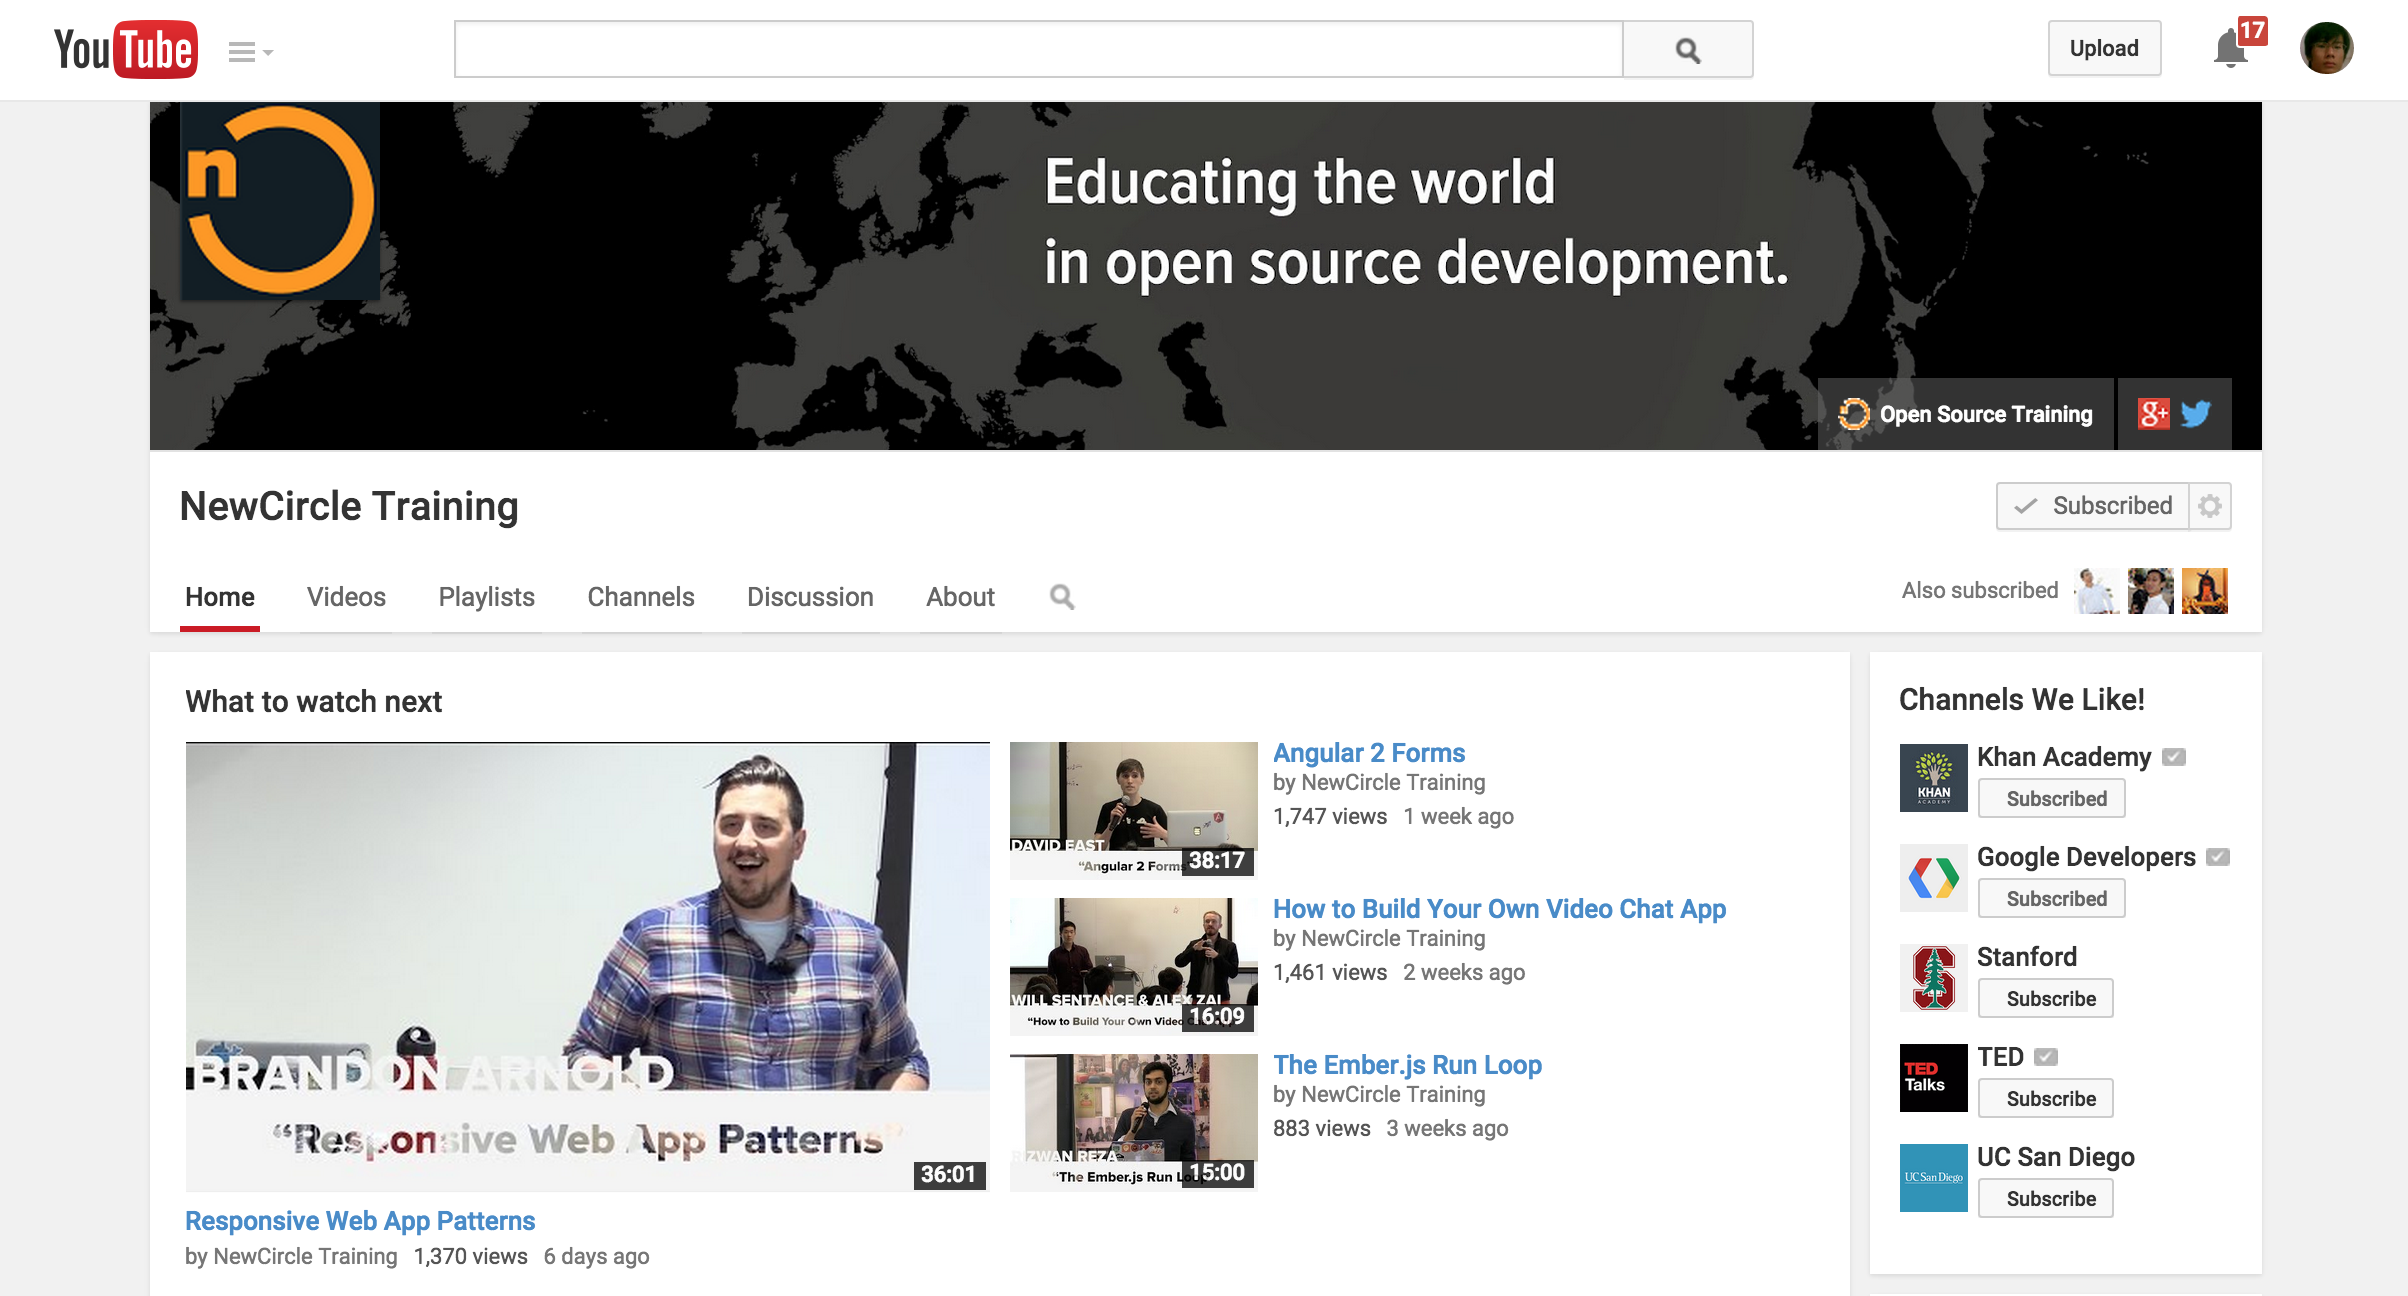 YouTube
Upload
17
n
Educating the world
in open source development.
Open Source Training
g+
NewCircle Training
Subscribed
Home Videos Playlists Channels Discussion About
Also subscribed
What to watch next
BRANDON ARNOLD
“Responsive Web App Patterns”
36:01
Responsive Web App Patterns
by NewCircle Training 1,370 views 6 days ago
DAVID EAST
“Angular 2 Forms”
38:17
Angular 2 Forms
by NewCircle Training
1,747 views 1 week ago
WILL SENTANCE & ALEX ZAI
“How to Build Your Own Video Chat App”
16:09
How to Build Your Own Video Chat App
by NewCircle Training
1,461 views 2 weeks ago
RIZWAN REZA
“The Ember.js Run Loop
15:00
The Ember.js Run Loop
by NewCircle Training
883 views 3 weeks ago
Channels We Like!
KHAN
ACADEMY
Khan Academy
Subscribed
Google Developers
Subscribed
S
Stanford
Subscribe
TED
Talks
TED
Subscribe
UC San Diego
UC San Diego
Subscribe